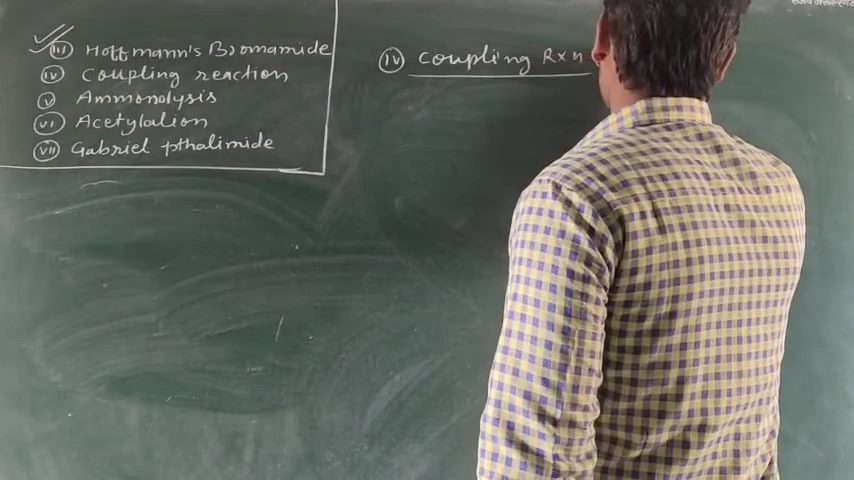 iii Hoffmann's Bromamide
iv Coupling reaction
v Ammonolysis
vi Acetylation
vii Gabriel pthalimide
iv Coupling Rxn